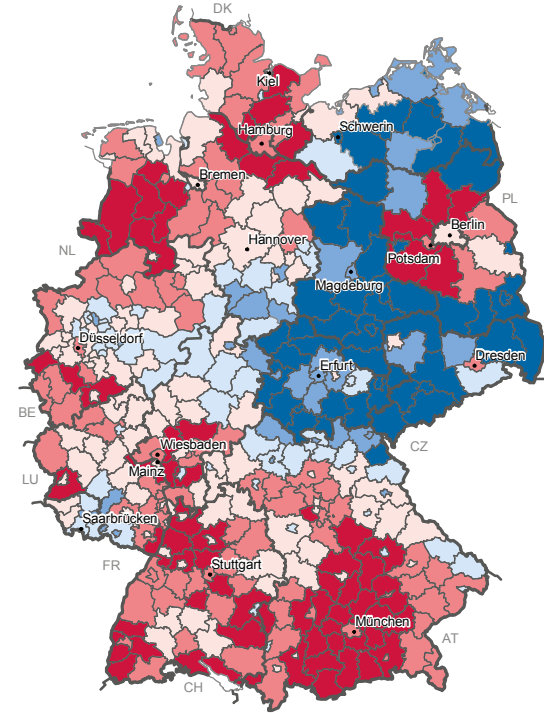 DK
Kiel
Hamburg
Schwerin
Bremen
PL
Berlin
Hannover
NL
Potsdam
Magdeburg
Düsseldorf
Dresden
Erfurt
BE
Wiesbaden
CZ
Mainz
LU
Saarbrücken
FR
Stuttgart
München
AT
CH